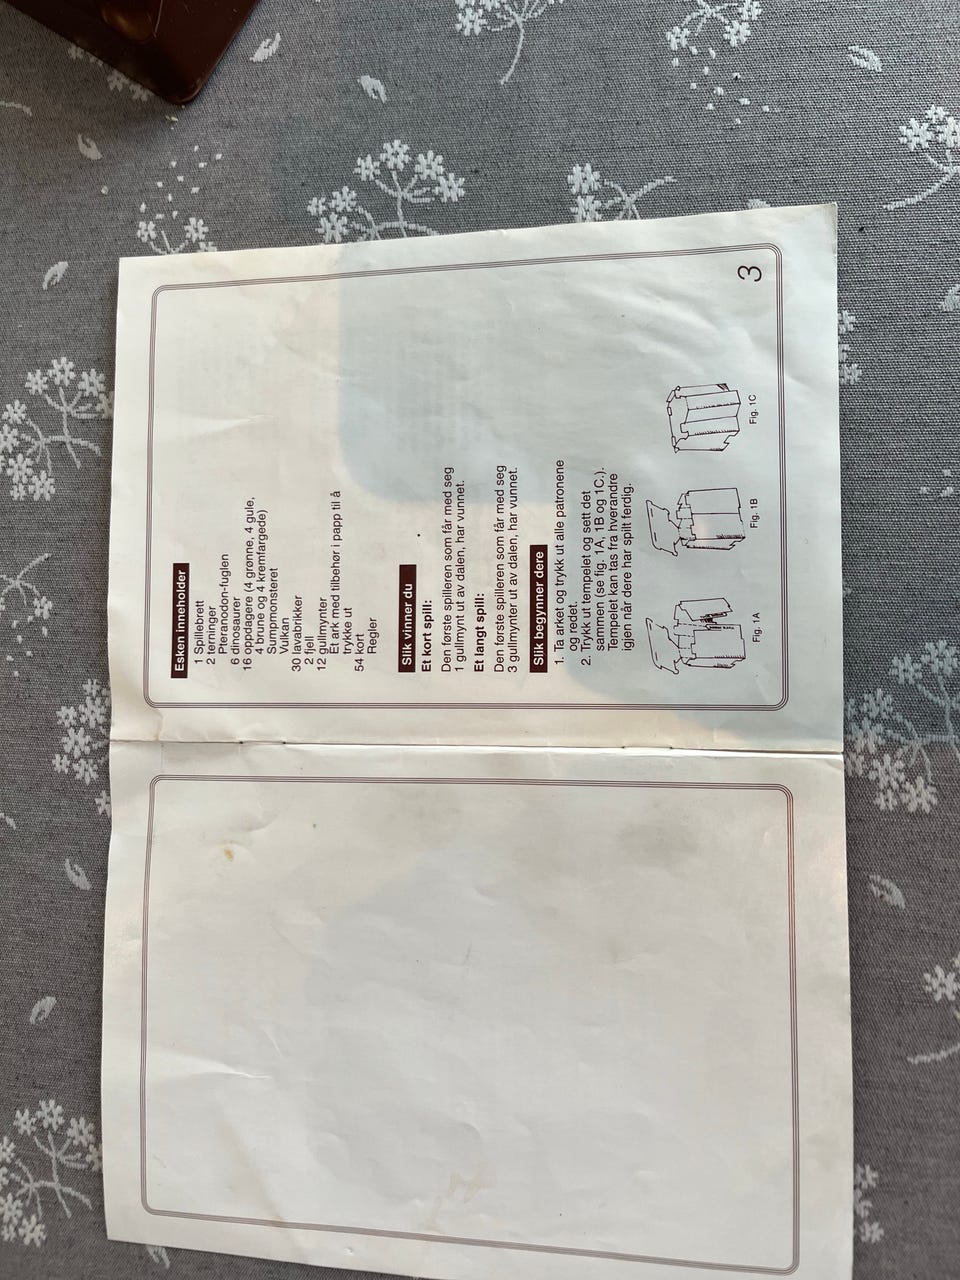 Esken inneholder
1 Spillebrett
2 terninger
Pteranodon-fuglen
6 dinosaurer
16 oppdagere (4 grønne, 4 gule,
4 brune og 4 kremfargede)
Sumpmonsteret
Vulkan
30 lavabrikker
2 fjell
12 gullmynter
Et ark med tilbehør i papp til å
trykke ut
54 kort
Regler
Slik vinner du
Et kort spill:
Den første spilleren som får med seg
1 gullmynt ut av dalen, har vunnet.
Et langt spill:
Den første spilleren som får med seg
3 gullmynter ut av dalen, har vunnet.
Slik begynner dere
1. Ta arket og trykk ut alle patronene
og redet.
2. Trykk ut tempelet og sett det
sammen (se fig. 1A, 1B og 1C.).
Tempelet kan tas fra hverandre
igjen når dere har spilt ferdig.
Fig. 1A
Fig. 1B
Fig. 1C
3